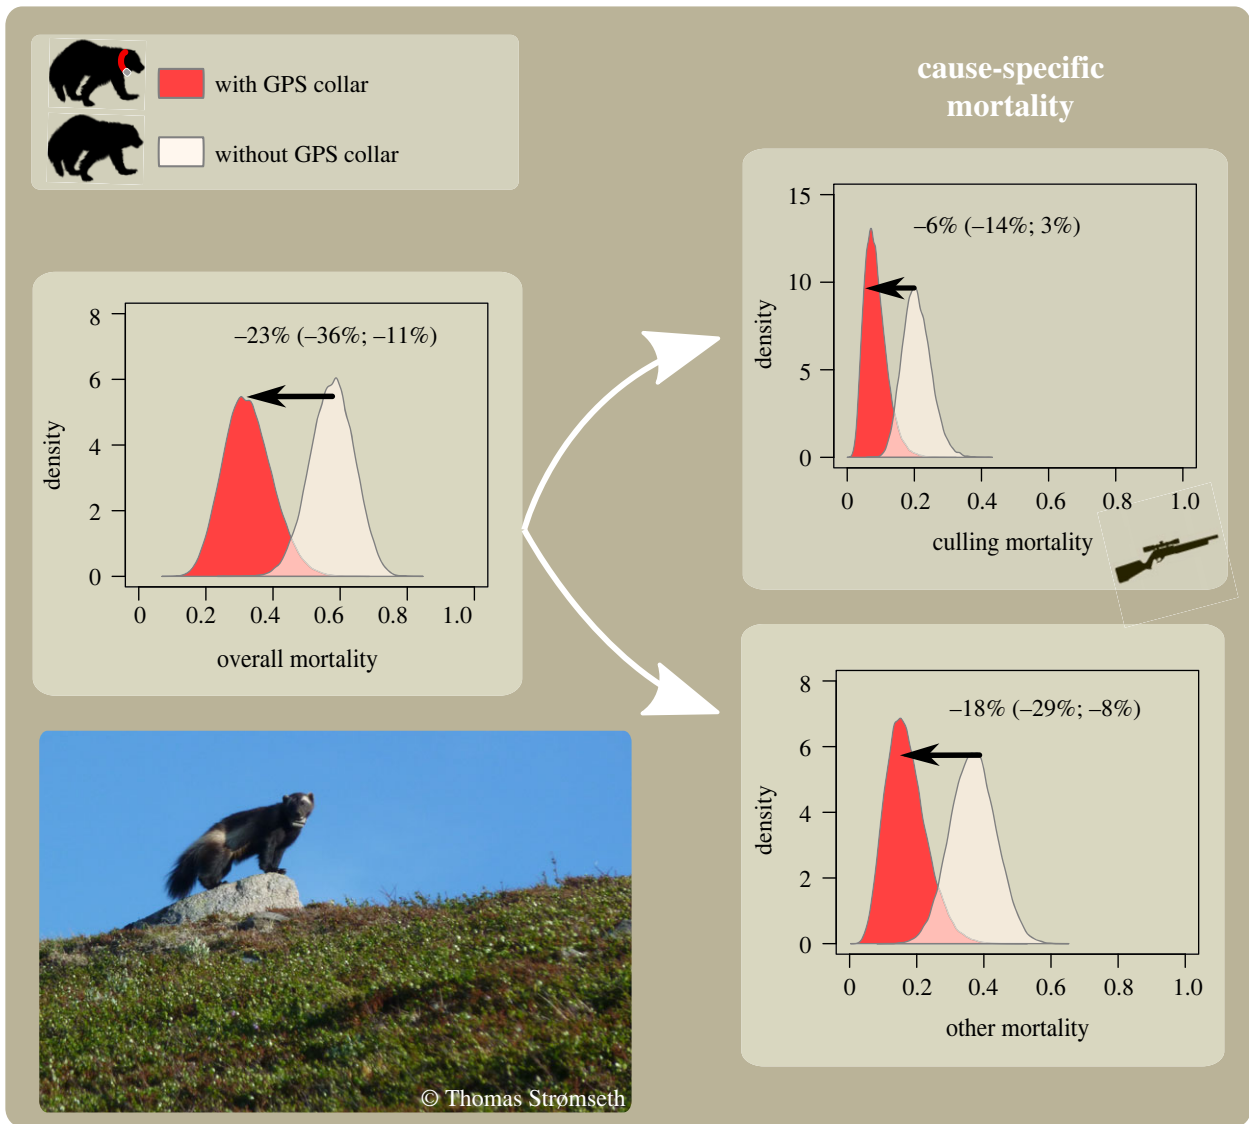 with GPS collar
without GPS collar
cause-specific
mortality
–23% (–36%; –11%)
density
8
6
4
2
0
0 0.2 0.4 0.6 0.8 1.0
overall mortality
–6% (–14%; 3%)
density
15
10
5
0
0 0.2 0.4 0.6 0.8 1.0
culling mortality
–18% (–29%; –8%)
density
8
6
4
2
0
0 0.2 0.4 0.6 0.8 1.0
other mortality
© Thomas Strømseth